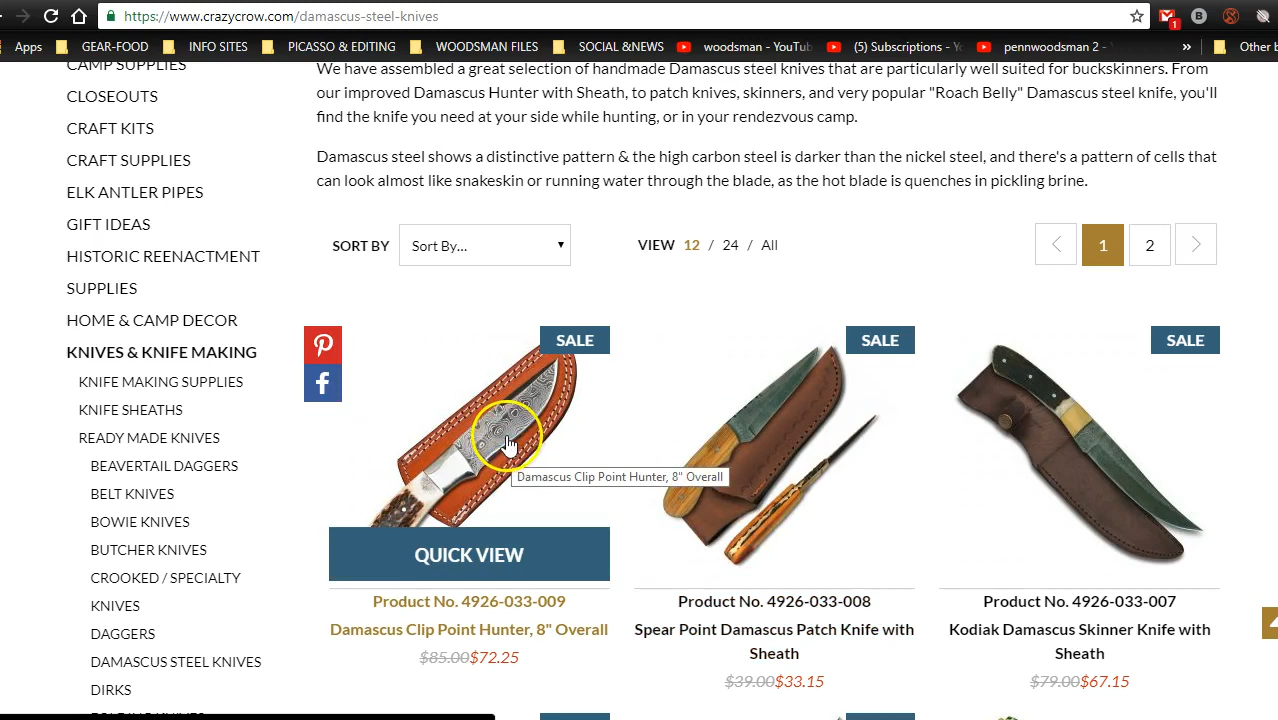 https://www.crazycrow.com/damascus-steel-knives
1
B
Apps GEAR-FOOD INFO SITES PICASSO & EDITING WOODSMAN FILES SOCIAL &NEWS woodsman - YouTub (5) Subscriptions - Yo pennwoodsman 2 - » Other b
CAMP SUPPLIES
CLOSEOUTS
CRAFT KITS
CRAFT SUPPLIES
ELK ANTLER PIPES
GIFT IDEAS
HISTORIC REENACTMENT
SUPPLIES
HOME & CAMP DECOR
KNIVES & KNIFE MAKING
KNIFE MAKING SUPPLIES
KNIFE SHEATHS
READY MADE KNIVES
BEAVERTAIL DAGGERS
BELT KNIVES
BOWIE KNIVES
BUTCHER KNIVES
CROOKED / SPECIALTY
KNIVES
DAGGERS
DAMASCUS STEEL KNIVES
DIRKS
We have assembled a great selection of handmade Damascus steel knives that are particularly well suited for buckskinners. From
our improved Damascus Hunter with Sheath, to patch knives, skinners, and very popular "Roach Belly" Damascus steel knife, you'll
find the knife you need at your side while hunting, or in your rendezvous camp.
Damascus steel shows a distinctive pattern & the high carbon steel is darker than the nickel steel, and there's a pattern of cells that
can look almost like snakeskin or running water through the blade, as the hot blade is quenches in pickling brine.
SORT BY Sort By... VIEW 12 / 24 / All 1 2
SALE
Damascus Clip Point Hunter, 8" Overall
QUICK VIEW
Product No. 4926-033-009
Damascus Clip Point Hunter, 8" Overall
$85.00$72.25
SALE
Product No. 4926-033-008
Spear Point Damascus Patch Knife with
Sheath
$39.00$33.15
SALE
Product No. 4926-033-007
Kodiak Damascus Skinner Knife with
Sheath
$79.00$67.15